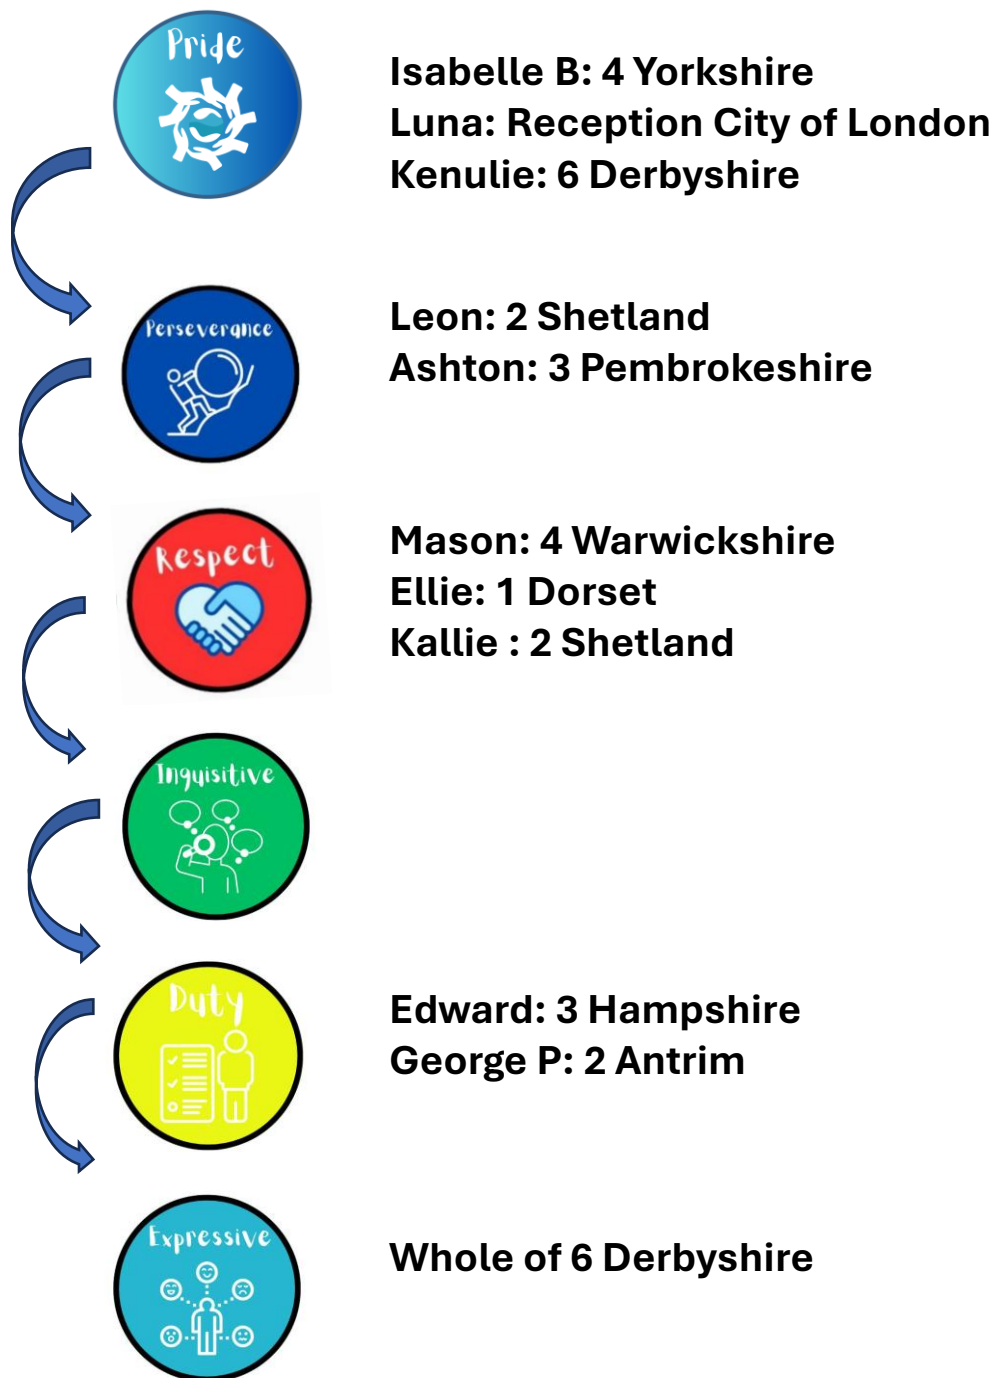 Pride
Isabelle B: 4 Yorkshire
Luna: Reception City of London
Kenulie: 6 Derbyshire
Perseverance
Leon: 2 Shetland
Ashton: 3 Pembrokeshire
Respect
Mason: 4 Warwickshire
Ellie: 1 Dorset
Kallie : 2 Shetland
Inquisitive
Duty
Edward: 3 Hampshire
George P: 2 Antrim
Expressive
Whole of 6 Derbyshire